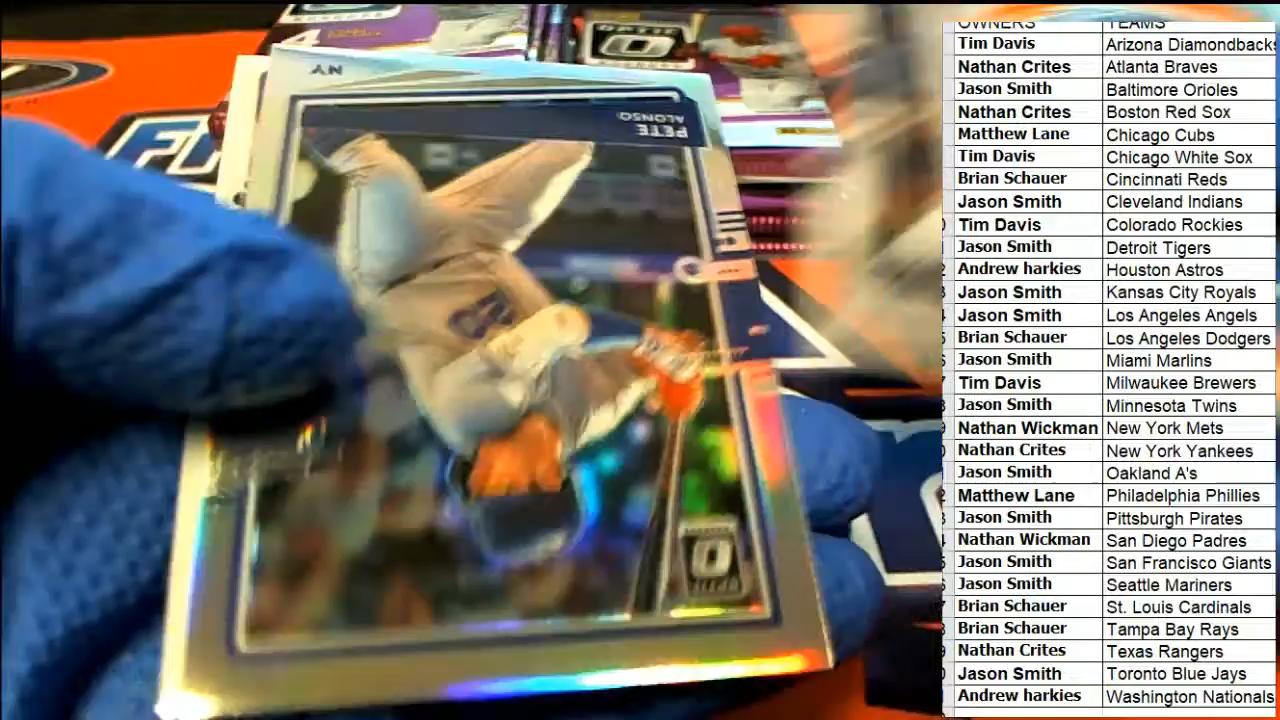 OWNERS TEAMS
Tim Davis Arizona Diamondbacks
Nathan Crites Atlanta Braves
Jason Smith Baltimore Orioles
Nathan Crites Boston Red Sox
Matthew Lane Chicago Cubs
Tim Davis Chicago White Sox
Brian Schauer Cincinnati Reds
Jason Smith Cleveland Indians
Tim Davis Colorado Rockies
Jason Smith Detroit Tigers
Andrew harkies Houston Astros
Jason Smith Kansas City Royals
Jason Smith Los Angeles Angels
Brian Schauer Los Angeles Dodgers
Jason Smith Miami Marlins
Tim Davis Milwaukee Brewers
Jason Smith Minnesota Twins
Nathan Wickman New York Mets
Nathan Crites New York Yankees
Jason Smith Oakland A's
Matthew Lane Philadelphia Phillies
Jason Smith Pittsburgh Pirates
Nathan Wickman San Diego Padres
Jason Smith San Francisco Giants
Jason Smith Seattle Mariners
Brian Schauer St. Louis Cardinals
Brian Schauer Tampa Bay Rays
Nathan Crites Texas Rangers
Jason Smith Toronto Blue Jays
Andrew harkies Washington Nationals
4
OPTIC
NY
PETE
ALONSO
OPTIC